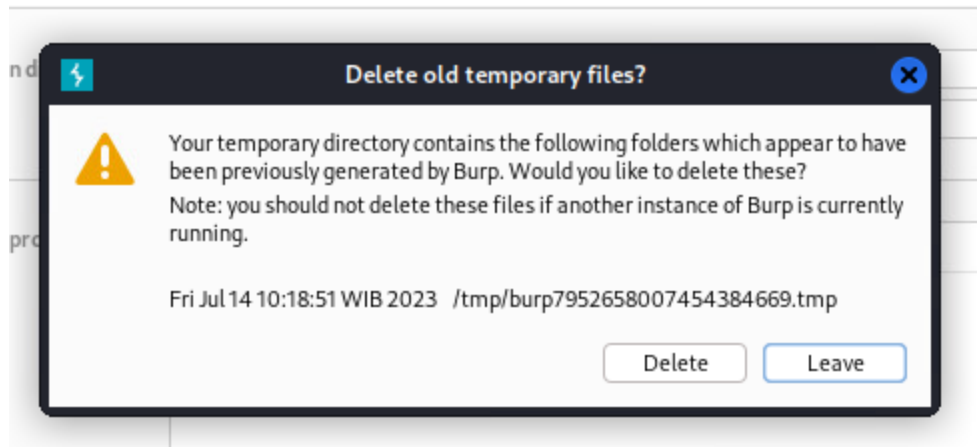 Delete old temporary files?
n d
Your temporary directory contains the following folders which appear to have
been previously generated by Burp. Would you like to delete these?
Note: you should not delete these files if another instance of Burp is currently
running.
pro
Fri Jul 14 10:18:51 WIB 2023 /tmp/burp7952658007454384669.tmp
Delete
Leave